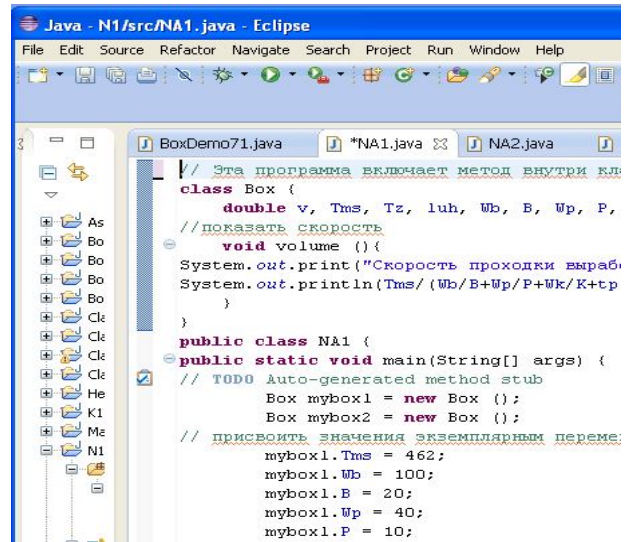 Java - N1/src/NA1.java - Eclipse
File Edit Source Refactor Navigate Search Project Run Window Help
BoxDemo71.java *NA1.java NA2.java
// Эта программа включает метод внутри кла
class Box {
double v, Tms, Tz, luh, Wb, B, Wp, P,
//показать скорость
void volume (){
System.out.print("Скорость проходки выраб
System.out.println(Tms/(Wb/B+Wp/P+Wk/K+tp
}
}
public class NA1 {
public static void main(String[] args) {
// TODO Auto-generated method stub
Box mybox1 = new Box ();
Box mybox2 = new Box ();
// присвоить значения экземплярным переме
mybox1.Tms = 462;
mybox1.Wb = 100;
mybox1.B = 20;
mybox1.Wp = 40;
mybox1.P = 10;
As
Bo
Bo
Bo
Bo
Cla
Cla
Cla
Cla
He
K1
Ma
N1